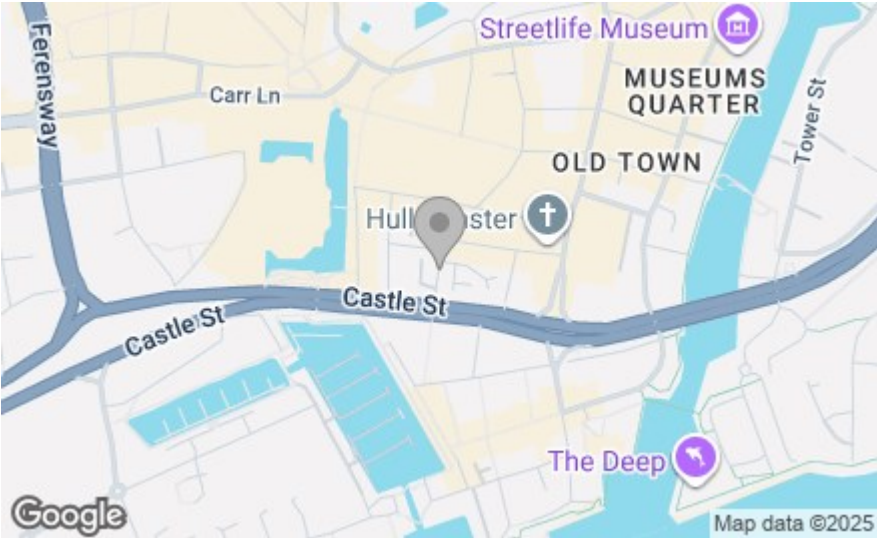 Ferensway
Streetlife Museum
Carr Ln
MUSEUMS
QUARTER
Tower St
OLD TOWN
Castle St
Castle St
The Deep
Google
Map data ©2025